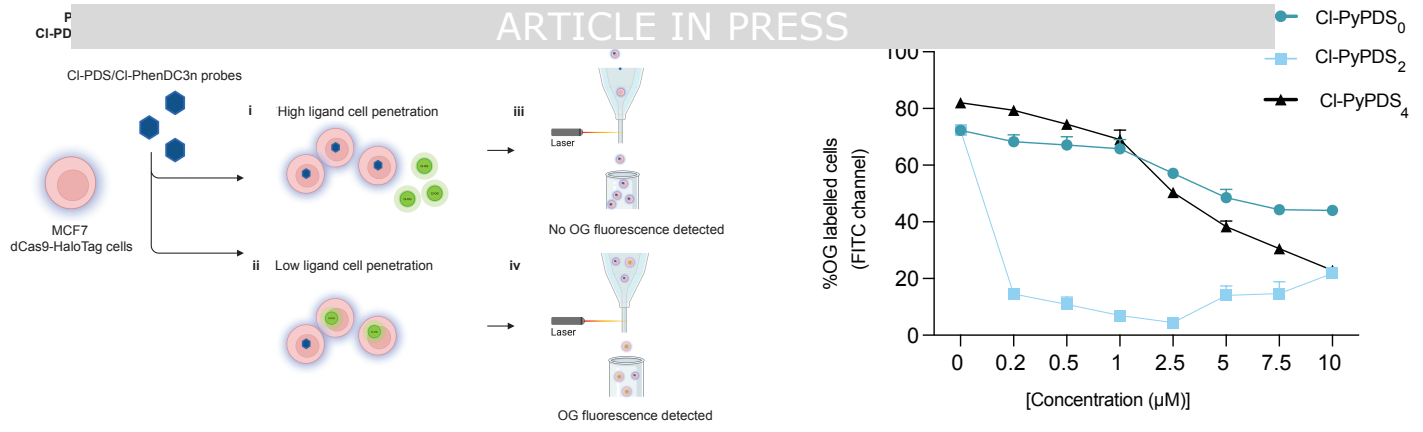 ARTICLE IN PRESS
P
Cl-PD
Cl-PDS/Cl-PhenDC3n probes
MCF7
dCas9-HaloTag cells
i
High ligand cell penetration
iii
Laser
No OG fluorescence detected
ii
Low ligand cell penetration
iv
Laser
OG fluorescence detected
Cl-PyPDS0
Cl-PyPDS2
Cl-PyPDS4
%OG labelled cells
(FITC channel)
100
80
60
40
20
0
0 0.2 0.5 1 2.5 5 7.5 10
[Concentration (µM)]